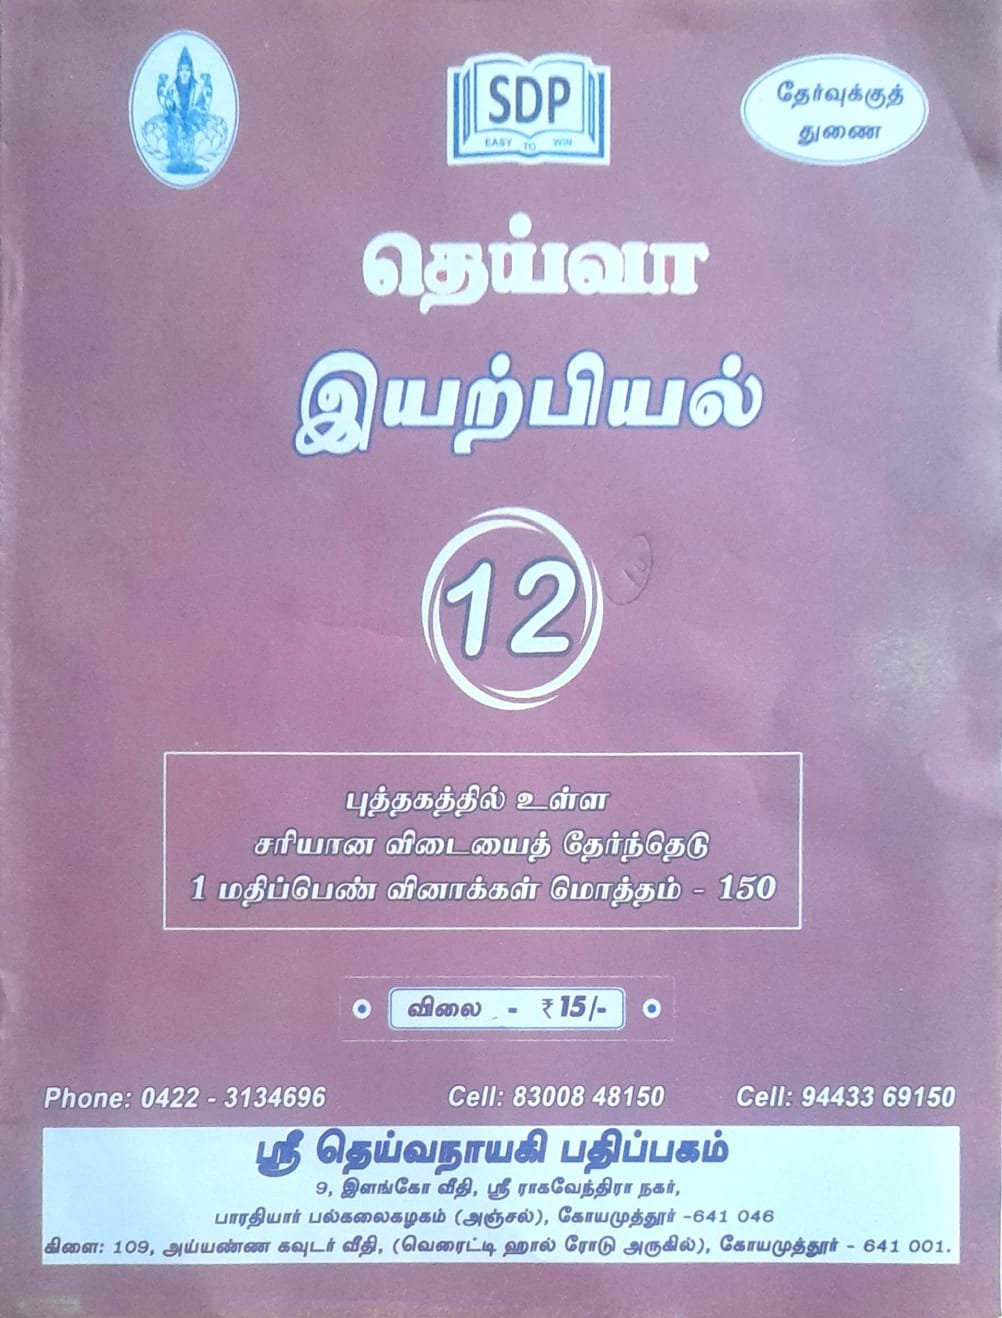 SDP
EASY TO WIN
தேர்வுக்குத்
துணை
தெய்வா
இயற்பியல்
12
புத்தகத்தில் உள்ள
சரியான விடையைத் தேர்ந்தெடு
1 மதிப்பெண் வினாக்கள் மொத்தம் - 150
விலை - ₹ 15/-
Phone: 0422 - 3134696 Cell: 83008 48150 Cell: 94433 69150
ஸ்ரீ தெய்வநாயகி பதிப்பகம்
9, இளங்கோ வீதி, ஸ்ரீ ராகவேந்திரா நகர்,
பாரதியார் பல்கலைகழகம் (அஞ்சல்), கோயமுத்தூர் -641 046
கிளை: 109, அய்யண்ண கவுடர் வீதி, (வெரைட்டி ஹால் ரோடு அருகில்), கோயமுத்தூர் - 641 001.